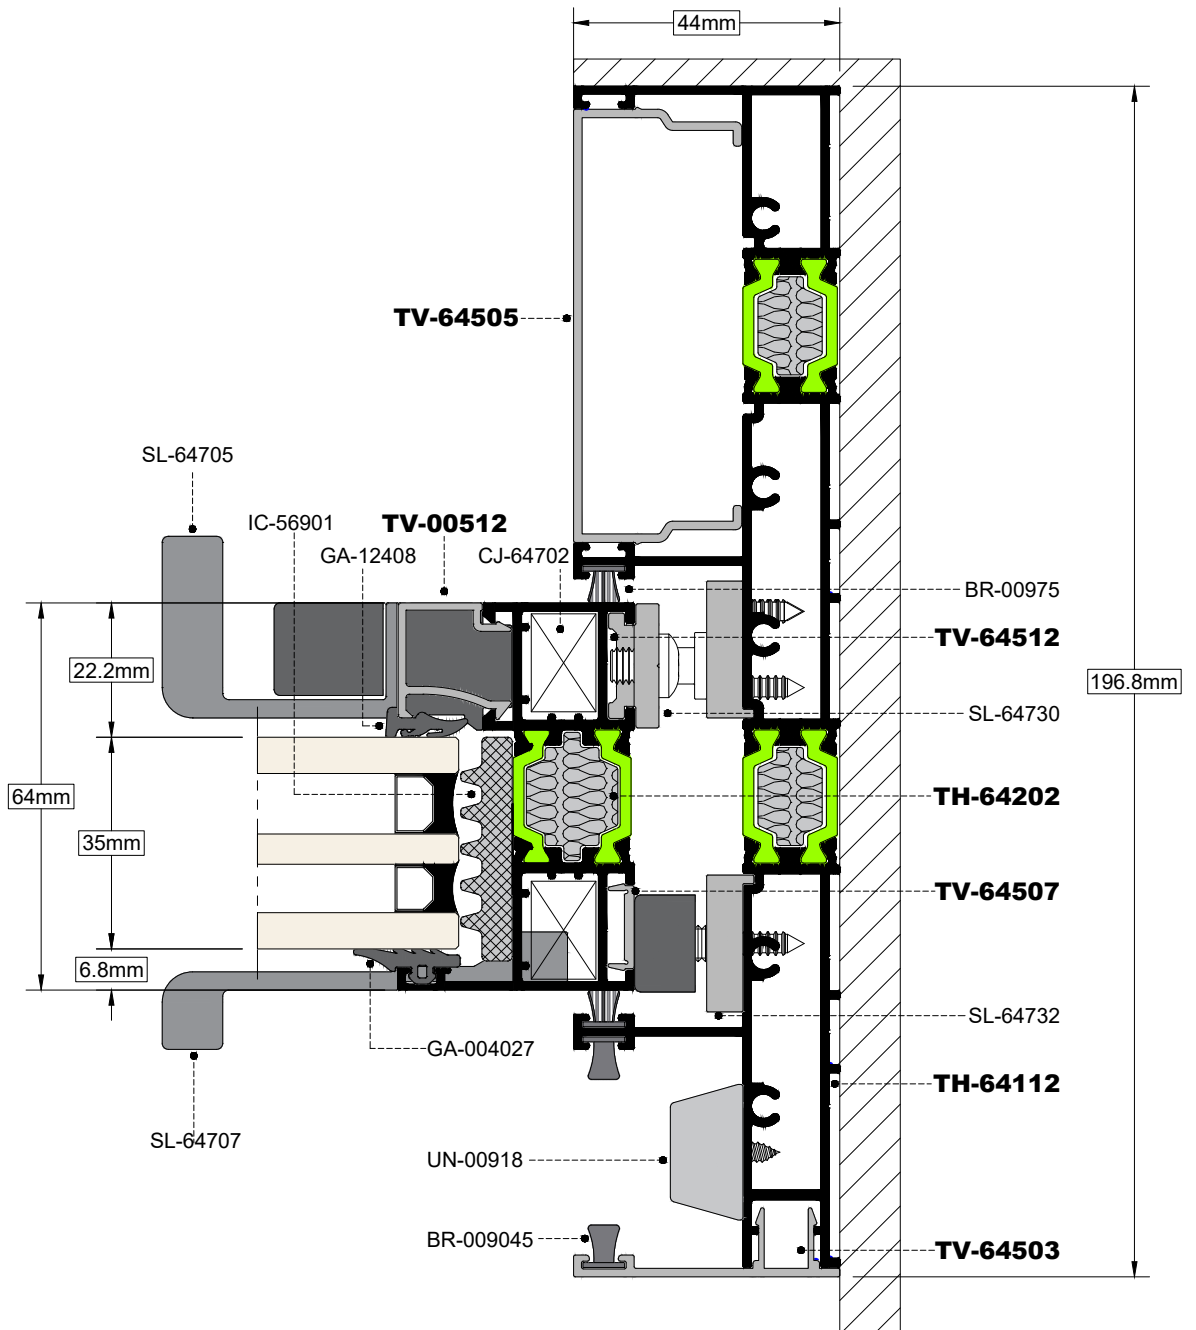 44mm
TV-64505
SL-64705
IC-56901
TV-00512
GA-12408
CJ-64702
BR-00975
TV-64512
22.2mm
196.8mm
SL-64730
64mm
TH-64202
35mm
TV-64507
6.8mm
SL-64732
GA-004027
TH-64112
SL-64707
UN-00918
BR-009045
TV-64503